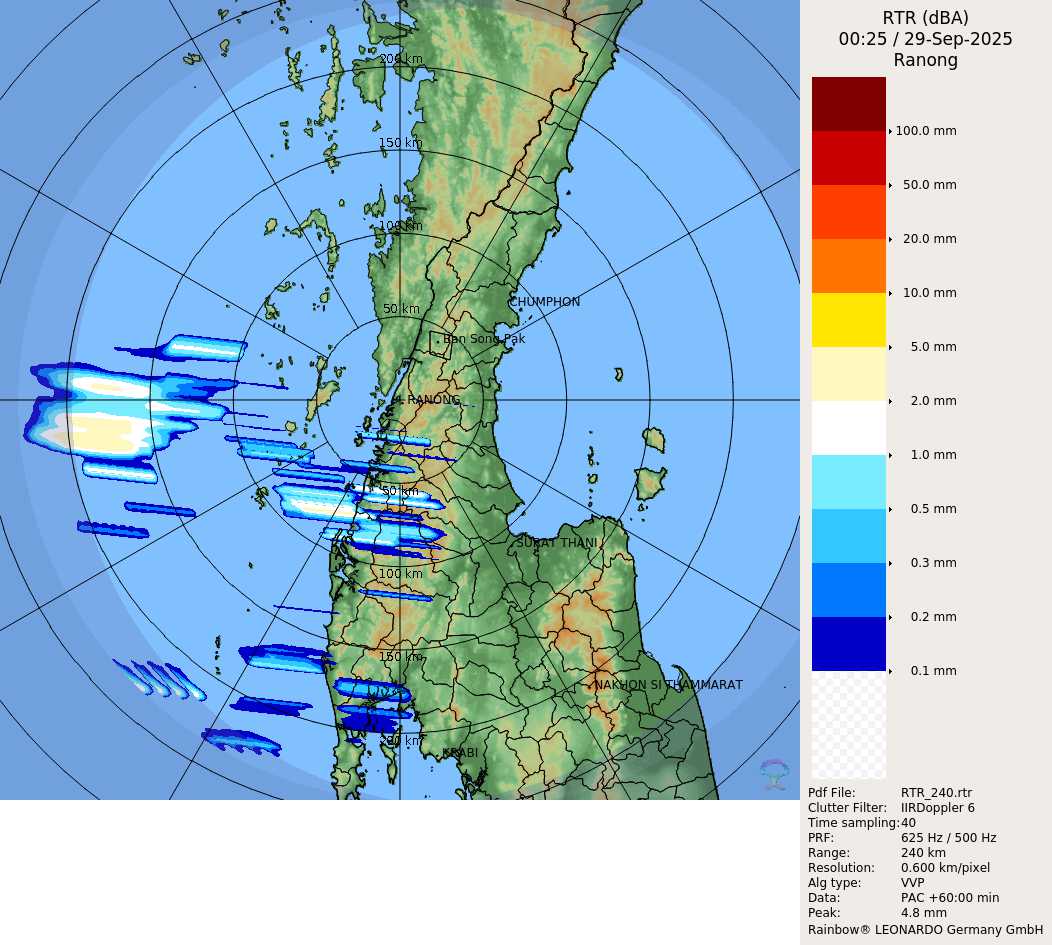 RTR (dBA)
00:25 / 29-Sep-2025
Ranong
200 km
150 km
100 km
50 km
CHUMPHON
Ban Song Pak
RANONG
50 km
SURAT THANI
100 km
150 km
NAKHON SI THAMMARAT
200 km
KRABI
100.0 mm
50.0 mm
20.0 mm
10.0 mm
5.0 mm
2.0 mm
1.0 mm
0.5 mm
0.3 mm
0.2 mm
0.1 mm
Pdf File: RTR_240.rtr
Clutter Filter: IIRDoppler 6
Time sampling:40
PRF: 625 Hz / 500 Hz
Range: 240 km
Resolution: 0.600 km/pixel
Alg type: VVP
Data: PAC +60:00 min
Peak: 4.8 mm
Rainbow® LEONARDO Germany GmbH